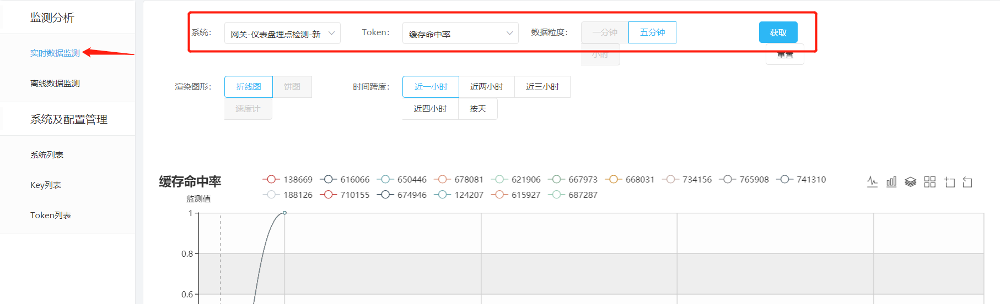 监测分析
实时数据监测
离线数据监测
系统及配置管理
系统列表
Key列表
Token列表
系统: 网关-仪表盘埋点检测-新 Token: 缓存命中率 数据粒度: 一分钟 五分钟 获取
小时 重置
渲染图形: 折线图 饼图 时间跨度: 近一小时 近两小时 近三小时
速度计 近四小时 按天
缓存命中率 138669 616066 650446 678081 621906 667973 668031 734156 765908 741310
188126 710155 674946 124207 615927 687287
监测值
1
0.8
0.6